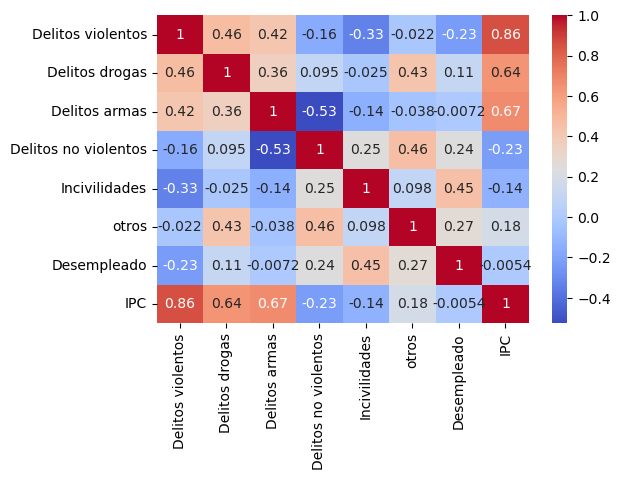 Delitos violentos 1 0.46 0.42 -0.16 -0.33 -0.022 -0.23 0.86
Delitos drogas 0.46 1 0.36 0.095 -0.025 0.43 0.11 0.64
Delitos armas 0.42 0.36 1 -0.53 -0.14 -0.038 -0.0072 0.67
Delitos no violentos -0.16 0.095 -0.53 1 0.25 0.46 0.24 -0.23
Incivilidades -0.33 -0.025 -0.14 0.25 1 0.098 0.45 -0.14
otros -0.022 0.43 -0.038 0.46 0.098 1 0.27 0.18
Desempleado -0.23 0.11 -0.0072 0.24 0.45 0.27 1 -0.0054
IPC 0.86 0.64 0.67 -0.23 -0.14 0.18 -0.0054 1
Delitos violentos
Delitos drogas
Delitos armas
Delitos no violentos
Incivilidades
otros
Desempleado
IPC
1.0
0.8
0.6
0.4
0.2
0.0
−0.2
−0.4